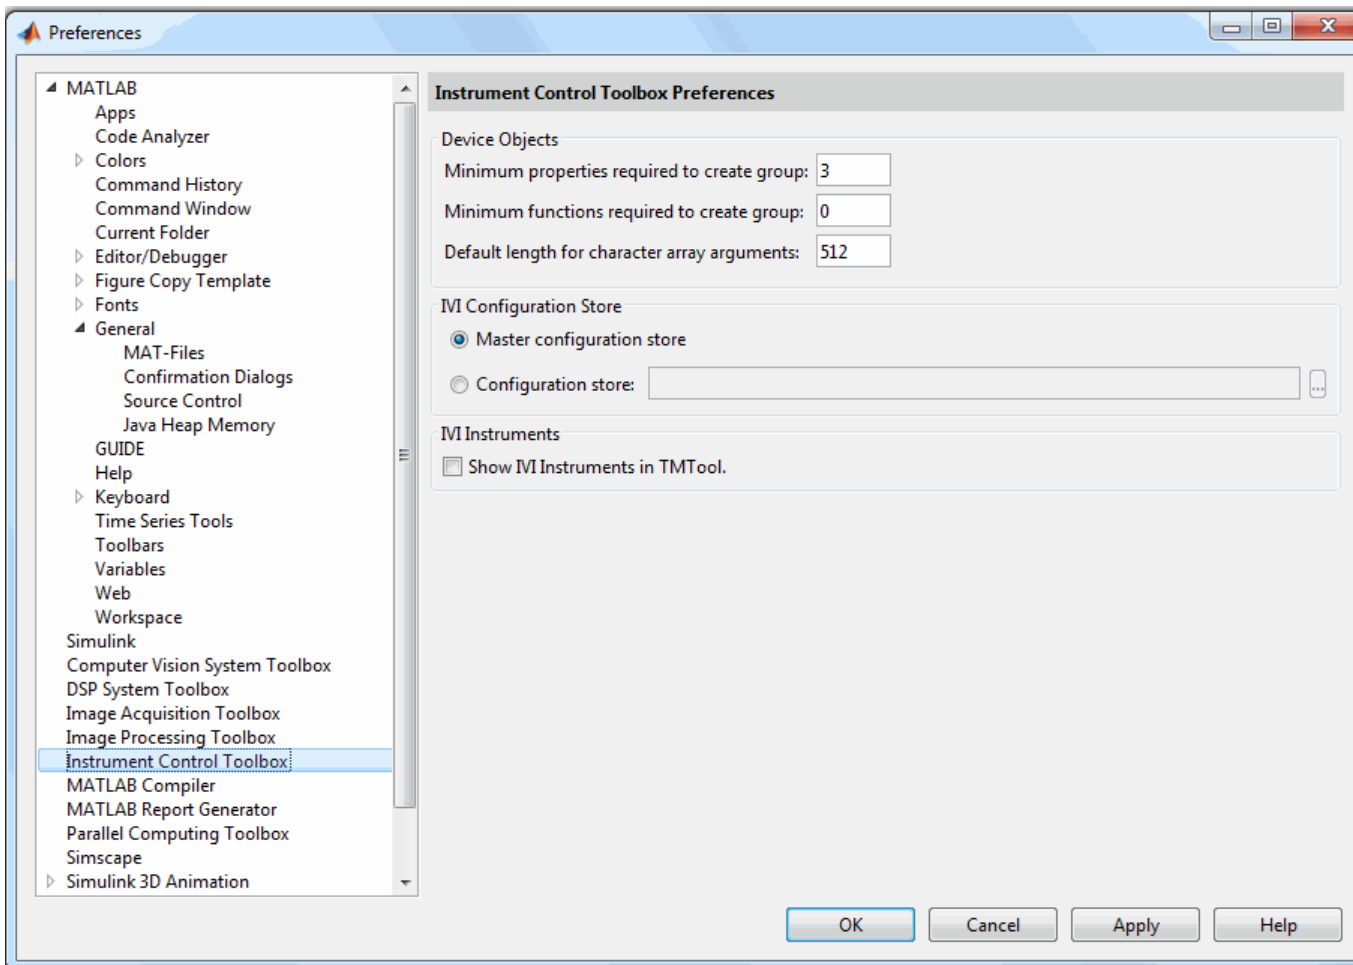 Preferences
MATLAB
Apps
Code Analyzer
Colors
Command History
Command Window
Current Folder
Editor/Debugger
Figure Copy Template
Fonts
General
MAT-Files
Confirmation Dialogs
Source Control
Java Heap Memory
GUIDE
Help
Keyboard
Time Series Tools
Toolbars
Variables
Web
Workspace
Simulink
Computer Vision System Toolbox
DSP System Toolbox
Image Acquisition Toolbox
Image Processing Toolbox
Instrument Control Toolbox
MATLAB Compiler
MATLAB Report Generator
Parallel Computing Toolbox
Simscape
Simulink 3D Animation
Instrument Control Toolbox Preferences
Device Objects
Minimum properties required to create group: 3
Minimum functions required to create group: 0
Default length for character array arguments: 512
IVI Configuration Store
Master configuration store
Configuration store: ...
IVI Instruments
Show IVI Instruments in TMTool.
OK Cancel Apply Help